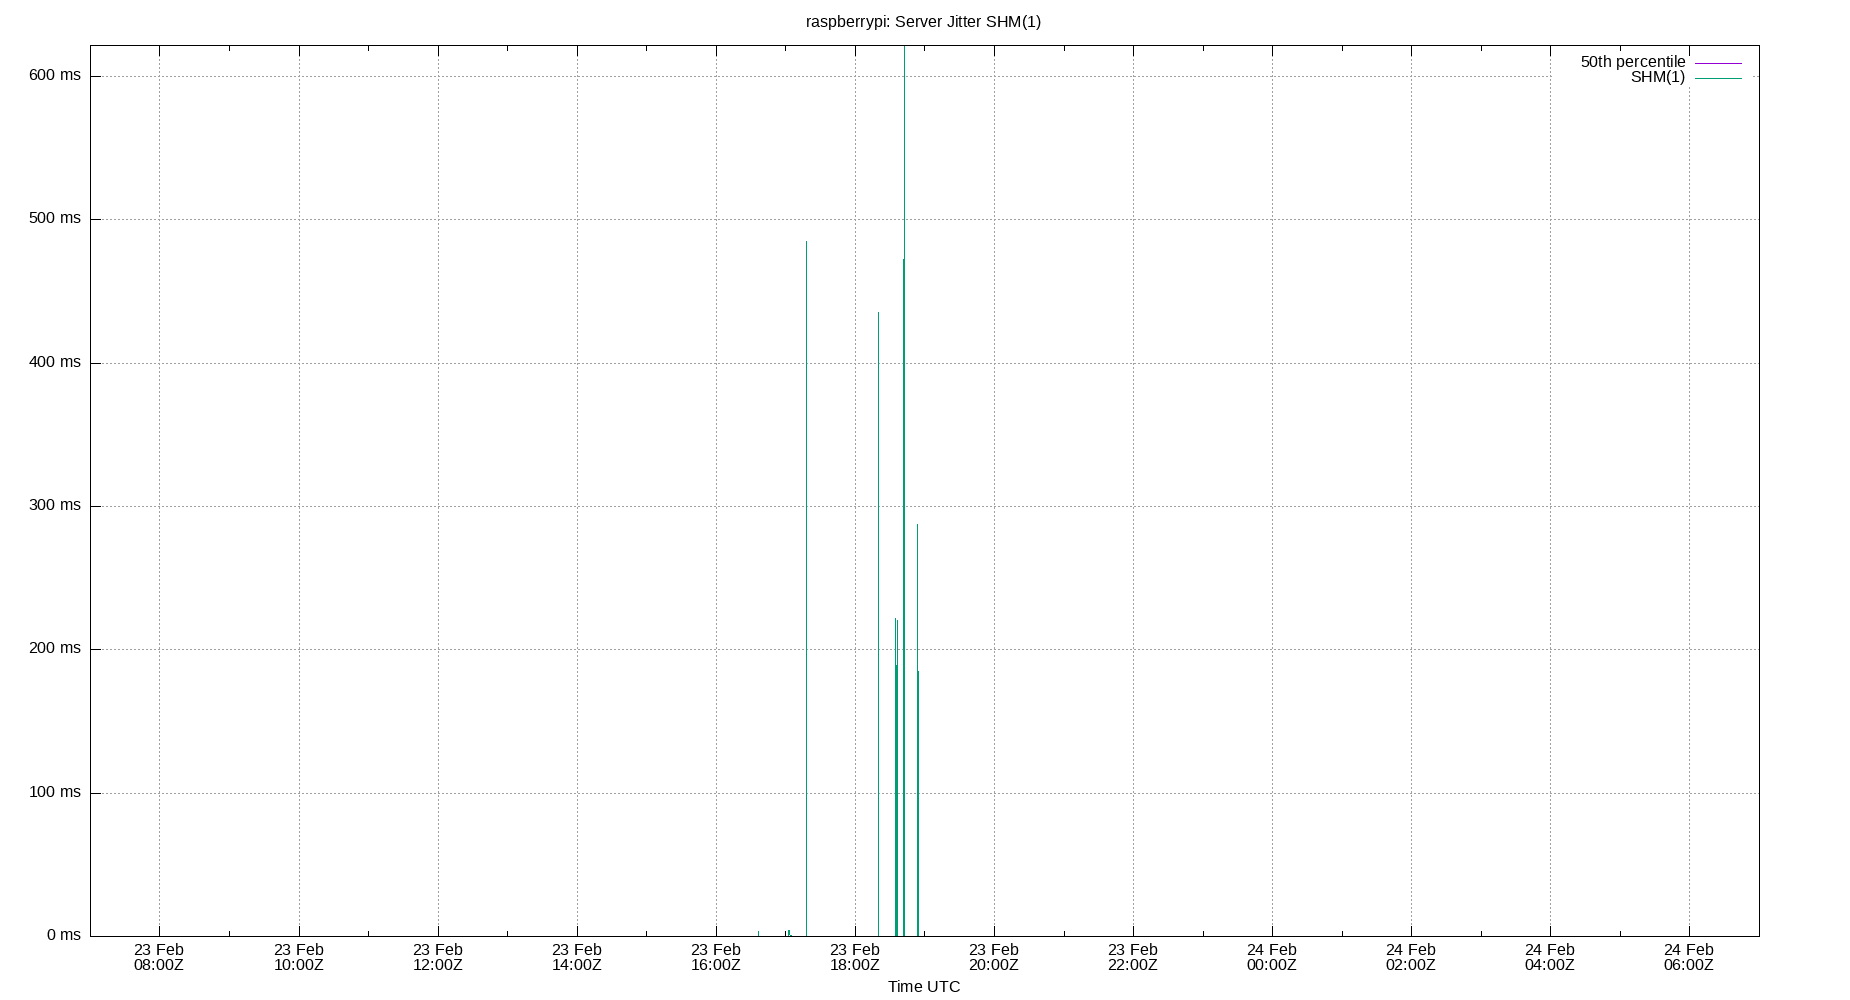 raspberrypi: Server Jitter SHM(1)
600 ms
500 ms
400 ms
300 ms
200 ms
100 ms
0 ms
50th percentile
SHM(1)
23 Feb 23 Feb 23 Feb 23 Feb 23 Feb 23 Feb 23 Feb 23 Feb 24 Feb 24 Feb 24 Feb 24 Feb
08:00Z 10:00Z 12:00Z 14:00Z 16:00Z 18:00Z 20:00Z 22:00Z 00:00Z 02:00Z 04:00Z 06:00Z
Time UTC